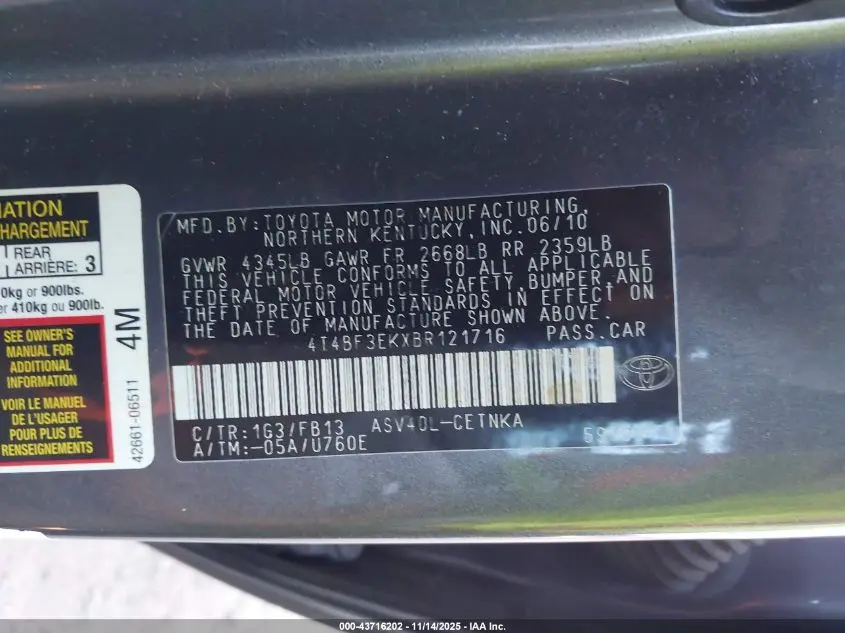 MATION
HARGEMENT
REAR
ARRIÈRE: 3
0kg or 900lbs.
er 410kg ou 900lb.
SEE OWNER'S
MANUAL FOR
ADDITIONAL
INFORMATION
VOIR LE MANUEL
DE L'USAGER
POUR PLUS DE
RENSEIGNEMENTS
4M
42661-06511
MFD.BY:TOYOTA MOTOR MANUFACTURING,
NORTHERN KENTUCKY,INC.06/10
GVWR 4345LB GAWR FR 2668LB RR 2359LB
THIS VEHICLE CONFORMS TO ALL APPLICABLE
FEDERAL MOTOR VEHICLE SAFETY,BUMPER,AND
THEFT PREVENTION STANDARDS IN EFFECT ON
THE DATE OF MANUFACTURE SHOWN ABOVE.
4T4BF3EKXBR121716 PASS.CAR
C/TR:1G3/FB13 ASV40L-CETNKA
A/TM:-05A/U760E
000-43716202 | 11/14/2025 | IAA Inc.